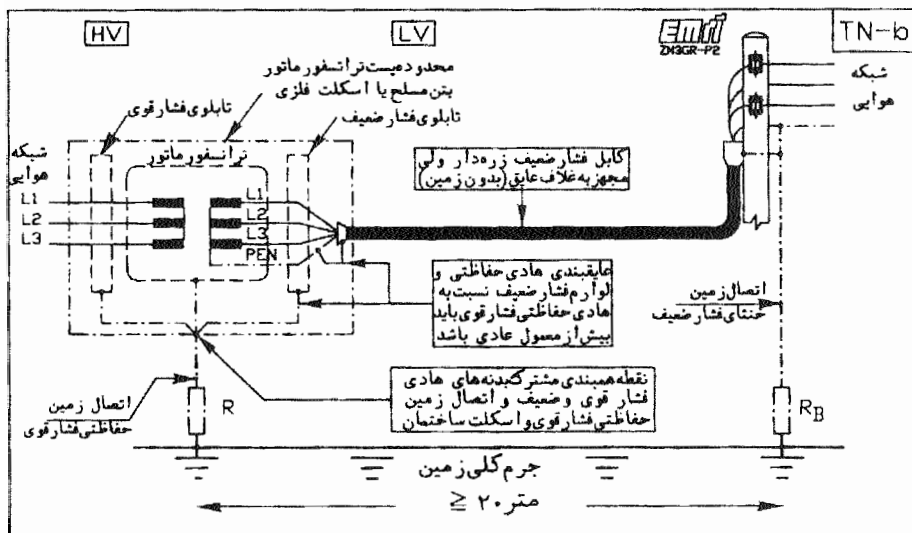 HV
LV
Emri
ZM3GR-P2
TN-b
شبکه
هوایی
محدوده پست ترانسفورماتور
بتن مسلح یا اسکلت فلزی
تابلوی فشار قوی
تابلوی فشار ضعیف
ترانسفورماتور
شبکه
هوایی
L1
L2
L3
L1
L2
L3
PEN
کابل فشار ضعیف زره‌دار ولی
مجهز به غلاف عایق (بدون زمین)
عایقبندی هادی حفاظتی و
لوازم فشار ضعیف نسبت به
هادی حفاظتی فشار قوی باید
بیش از معمول عادی باشد
اتصال زمین
خنثای فشار ضعیف
نقطه همبندی مشترک بدنه‌های هادی
فشار قوی و ضعیف و اتصال زمین
حفاظتی فشار قوی و اسکلت ساختمان
اتصال زمین
حفاظتی فشار قوی
R
RB
جرم کلی زمین
≧ ۲۰ متر